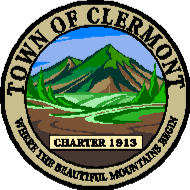 TOWN OF CLERMONT
CHARTER 1913
WHERE THE BEAUTIFUL MOUNTAINS BEGIN